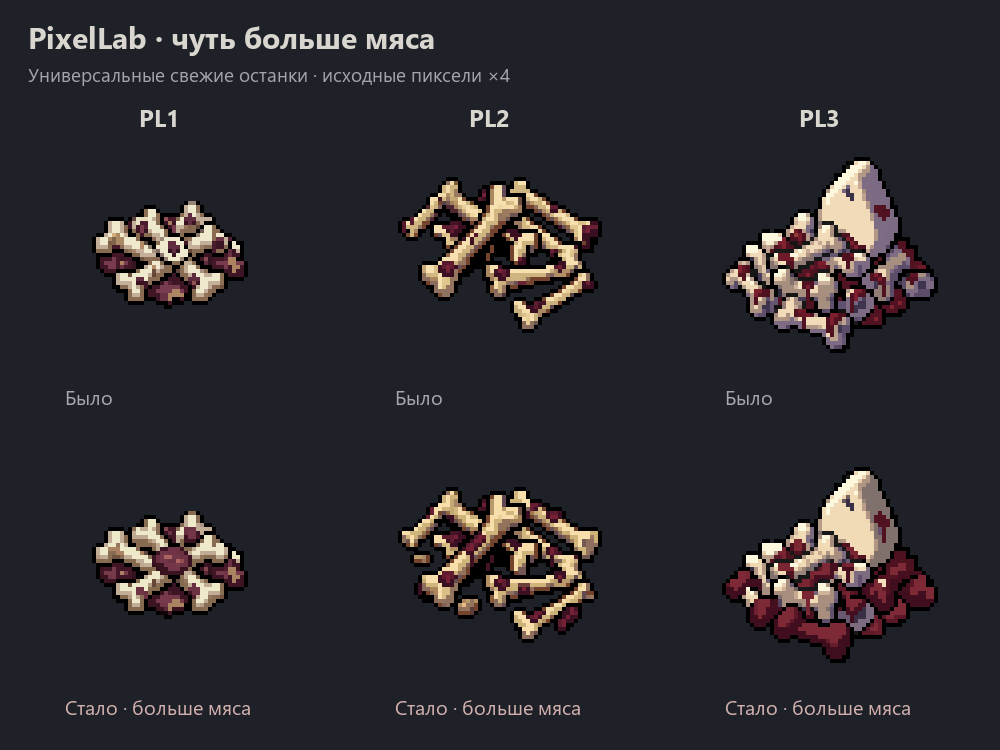 PixelLab · чуть больше мяса
Универсальные свежие останки · исходные пиксели ×4
PL1 PL2 PL3
Было Было Было
Стало · больше мяса Стало · больше мяса Стало · больше мяса